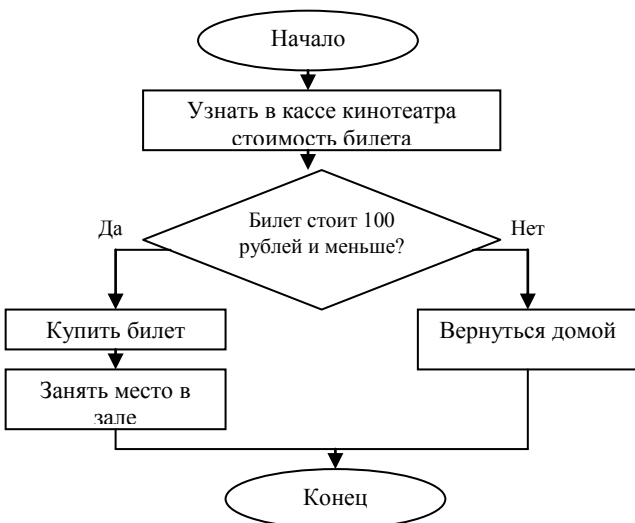 Начало
Узнать в кассе кинотеатра
стоимость билета
Билет стоит 100
рублей и меньше?
Да
Нет
Купить билет
Вернуться домой
Занять место в
зале
Конец